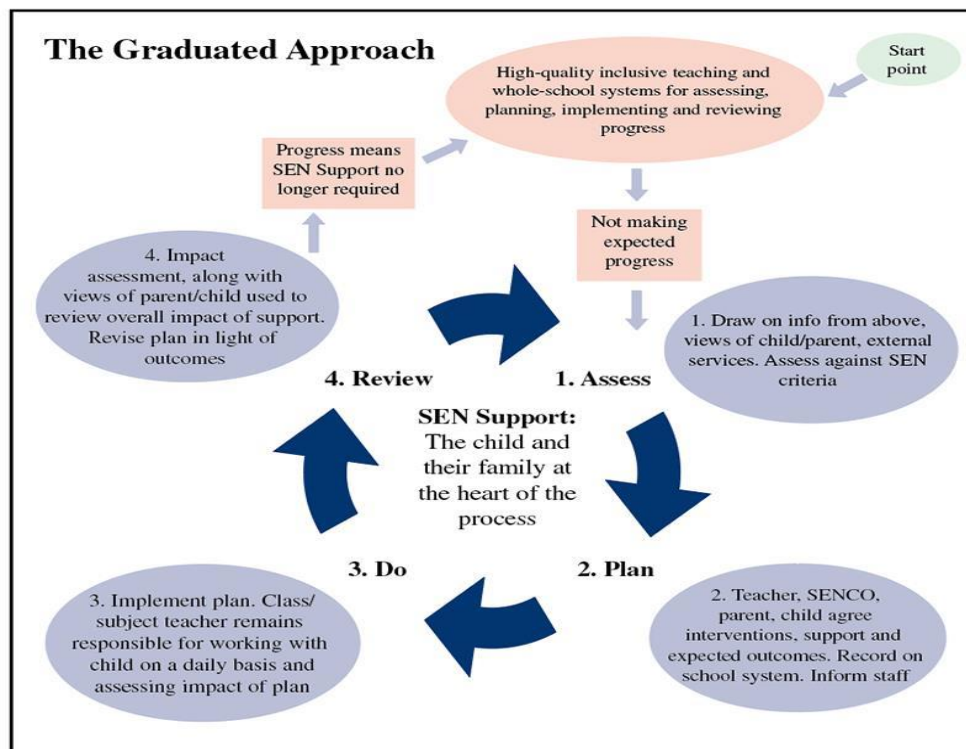 The Graduated Approach
Start
point
High-quality inclusive teaching and
whole-school systems for assessing,
planning, implementing and reviewing
progress
Progress means
SEN Support no
longer required
Not making
expected
progress
4. Impact
assessment, along with
views of parent/child used to
review overall impact of support.
Revise plan in light of
outcomes
1. Draw on info from above,
views of child/parent, external
services. Assess against SEN
criteria
4. Review
1. Assess
SEN Support:
The child and
their family at
the heart of the
process
3. Do
2. Plan
3. Implement plan. Class/
subject teacher remains
responsible for working with
child on a daily basis and
assessing impact of plan
2. Teacher, SENCO,
parent, child agree
interventions, support and
expected outcomes. Record on
school system. Inform staff